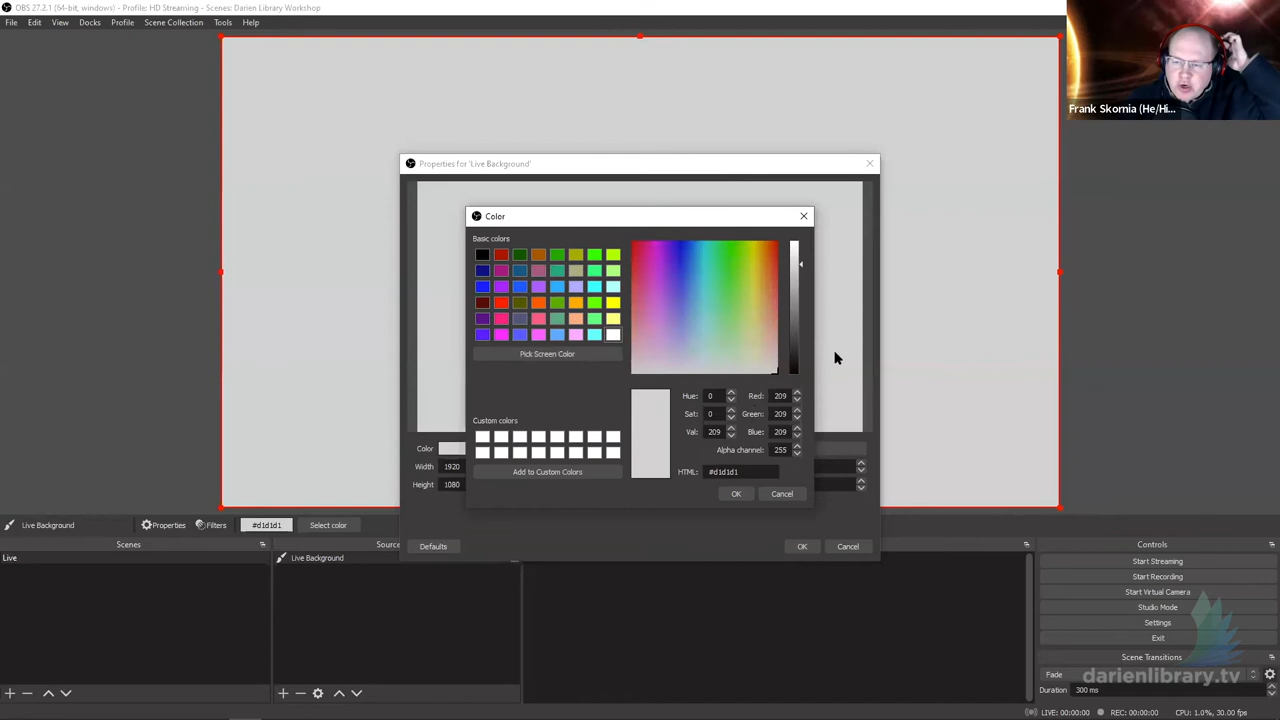 OBS 27.2.1 (64-bit, windows) - Profile: HD Streaming - Scenes: Darien Library Workshop
File Edit View Docks Profile Scene Collection Tools Help
Frank Skornia (He/Hi...
Properties for 'Live Background'
Color
Basic colors
Pick Screen Color
Custom colors
Add to Custom Colors
Hue: 0 Red: 209
Sat: 0 Green: 209
Val: 209 Blue: 209
Alpha channel: 255
HTML: #d1d1d1
OK Cancel
Color
Width 1920
Height 1080
Defaults OK Cancel
Live Background Properties Filters #d1d1d1 Select color
Scenes
Live
Sourc
Live Background
Controls
Start Streaming
Start Recording
Start Virtual Camera
Studio Mode
Settings
Exit
Scene Transitions
Fade
Duration 300 ms
darienlibrary.tv
LIVE: 00:00:00 REC: 00:00:00 CPU: 1.0%, 30.00 fps